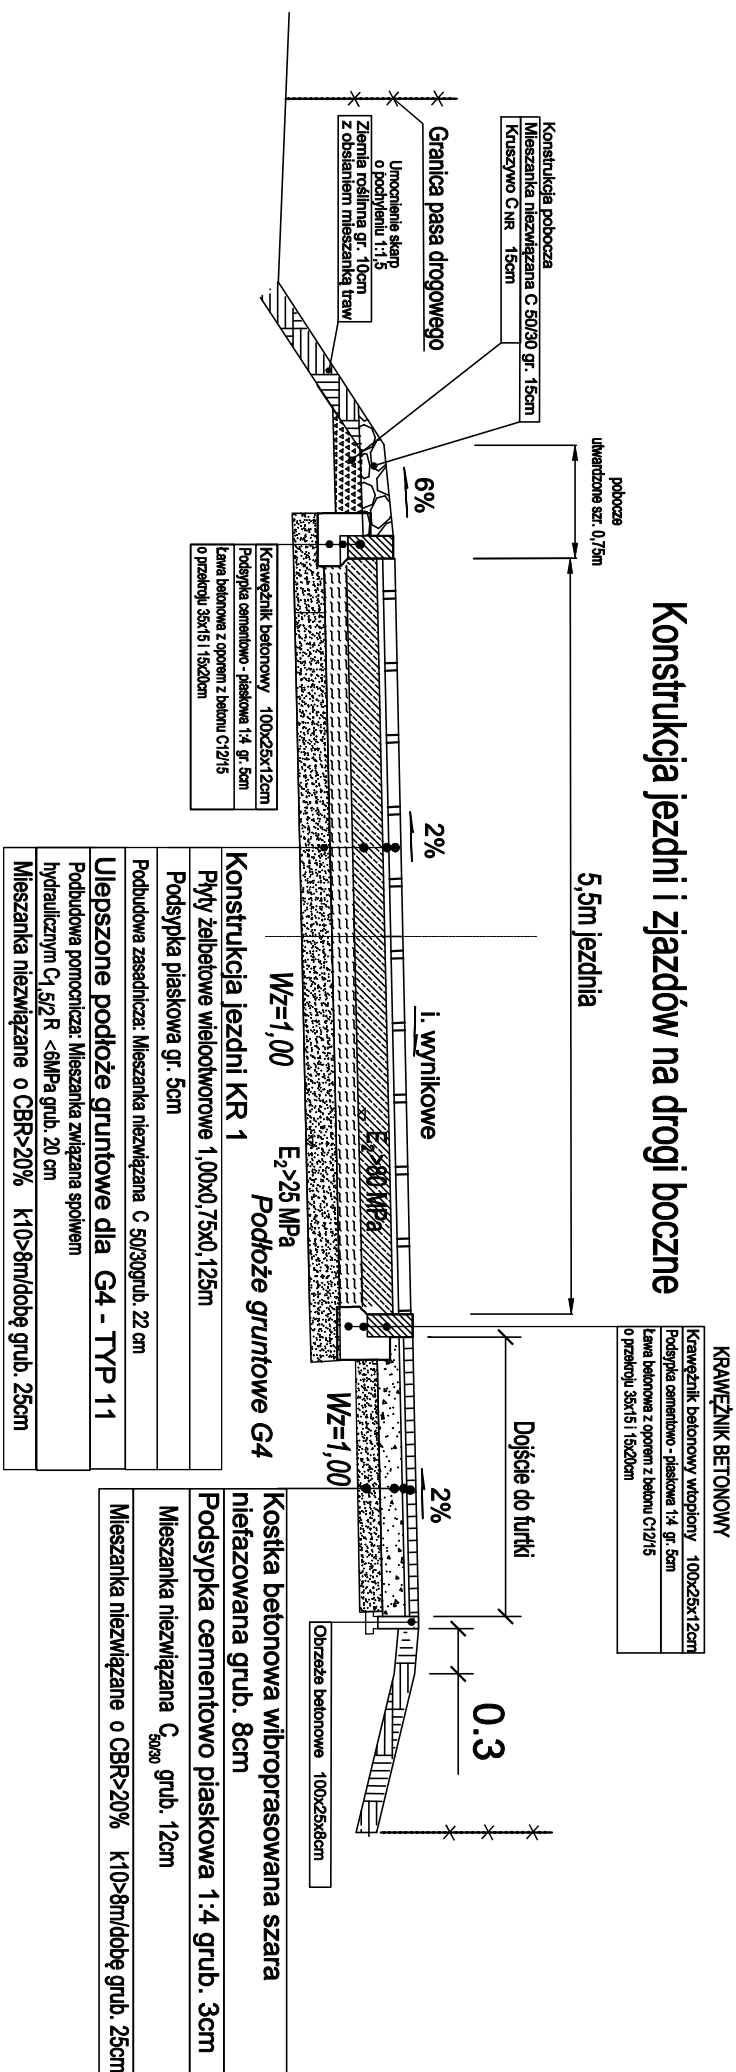 Konstrukcja jezdni i zjazdów na drogi boczne
Konstrukcja pobocza
Mieszanka niezwiązana C 50/30 gr. 15cm
Kruszywo CNR 15cm
Granica pasa drogowego
Umocnienie skarp
o pochyleniu 1:1,5
Ziemia roślinna gr. 10cm
z obsianiem mieszanką traw
pobocze
utwardzone szr. 0,75m
6%
5,5m jezdnia
2%
i. wynikowe
KRAWĘŻNIK BETONOWY
Krawężnik betonowy wtopiony 100x25x12cm
Podsypka cementowo - piaskowa 1:4 gr. 5cm
Ława betonowa z oporem z betonu C12/15
o przekroju 35x15 i 15x20cm
Dojście do furtki
2%
0.3
Krawężnik betonowy 100x25x12cm
Podsypka cementowo - piaskowa 1:4 gr. 5cm
Ława betonowa z oporem z betonu C12/15
o przekroju 35x15 i 15x20cm
E2>80 MPa
Wz=1,00
E2>25 MPa
Podłoże gruntowe G4
Wz=1,00
Konstrukcja jezdni KR 1
Płyty żelbetowe wielootworowe 1,00x0,75x0,125m
Podsypka piaskowa gr. 5cm
Podbudowa zasadnicza: Mieszanka niezwiązana C 50/30grub. 22 cm
Ulepszone podłoże gruntowe dla G4 - TYP 11
Podbudowa pomocnicza: Mieszanka związana spoiwem
hydraulicznym C1,5/2 R <6MPa grub. 20 cm
Mieszanka niezwiązane o CBR>20% k10>8m/dobę grub. 25cm
Obrzeże betonowe 100x25x8cm
Kostka betonowa wibroprasowana szara
niefazowana grub. 8cm
Podsypka cementowo piaskowa 1:4 grub. 3cm
Mieszanka niezwiązana C50/30 grub. 12cm
Mieszanka niezwiązane o CBR>20% k10>8m/dobę grub. 25cm